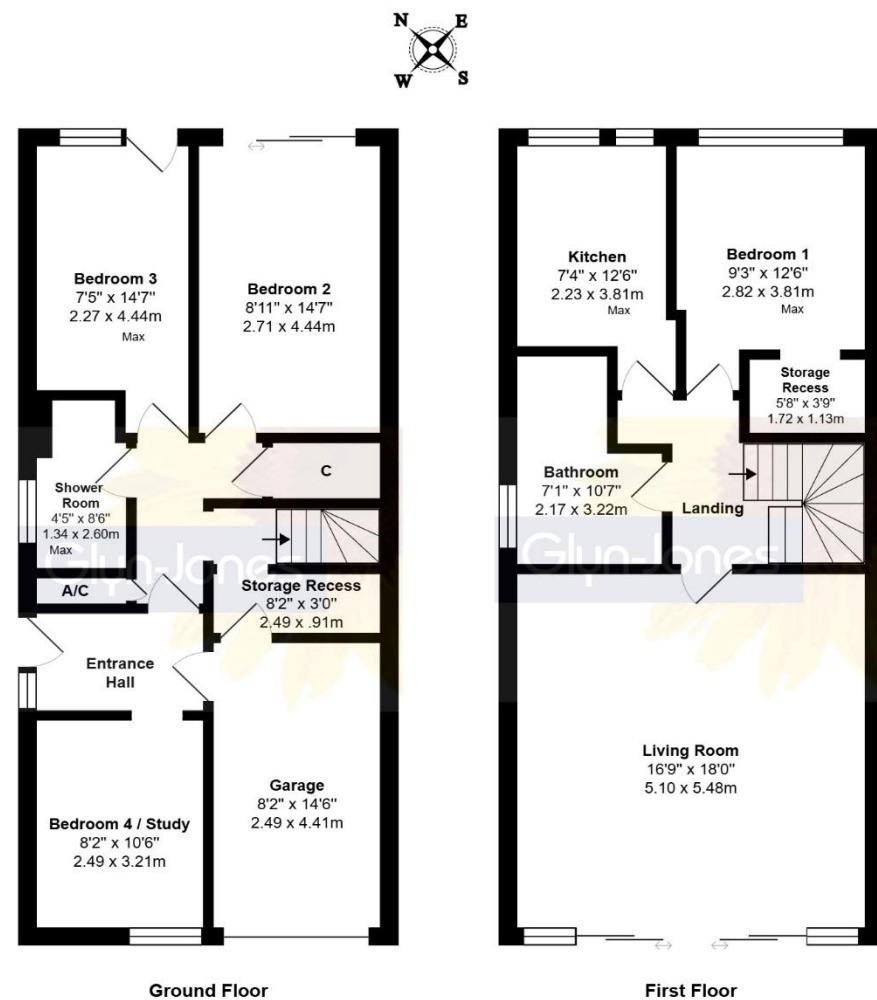 N E
W S
Bedroom 3
7'5" x 14'7"
2.27 x 4.44m
Max
Bedroom 2
8'11" x 14'7"
2.71 x 4.44m
Shower
Room
4'5" x 8'6"
1.34 x 2.60m
Max
C
A/C
Storage Recess
8'2" x 3'0"
2.49 x .91m
Entrance
Hall
Bedroom 4 / Study
8'2" x 10'6"
2.49 x 3.21m
Garage
8'2" x 14'6"
2.49 x 4.41m
Ground Floor
Kitchen
7'4" x 12'6"
2.23 x 3.81m
Max
Bedroom 1
9'3" x 12'6"
2.82 x 3.81m
Max
Storage
Recess
5'8" x 3'9"
1.72 x 1.13m
Bathroom
7'1" x 10'7"
2.17 x 3.22m
Landing
Living Room
16'9" x 18'0"
5.10 x 5.48m
First Floor
Glyn-Jones
Glyn-Jones